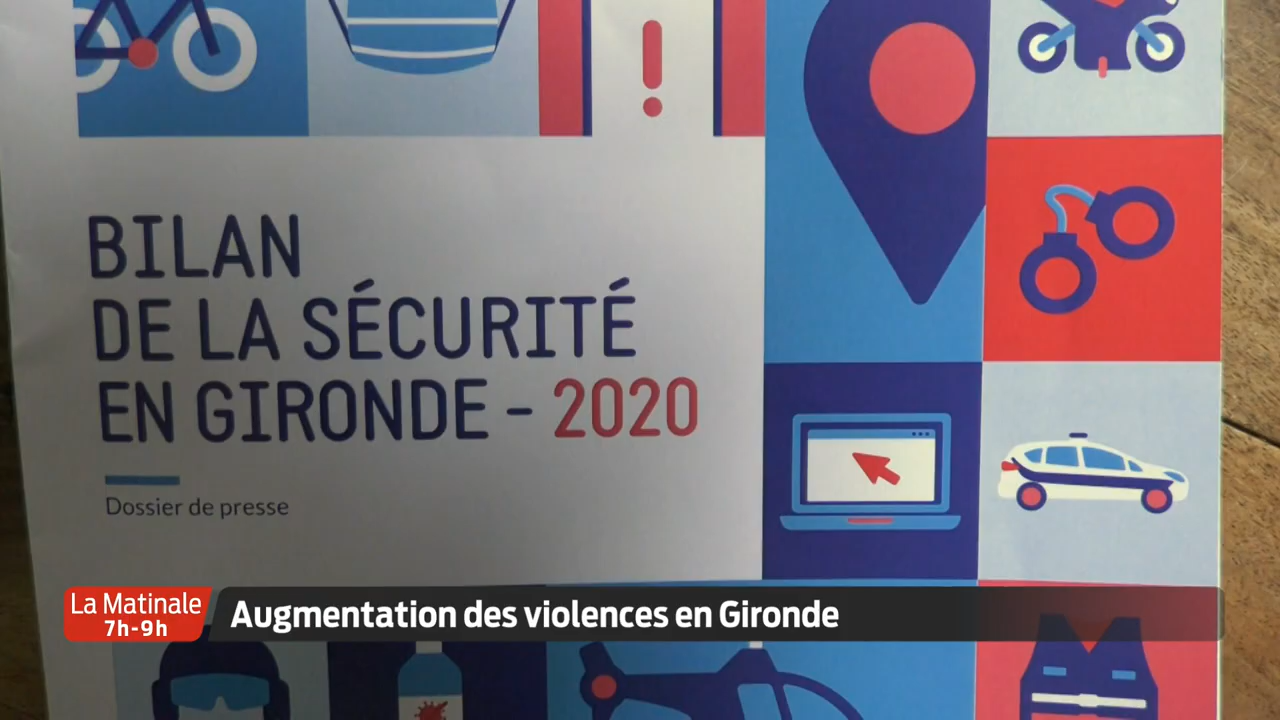 BILAN
DE LA SÉCURITÉ
EN GIRONDE - 2020
Dossier de presse
La Matinale
7h-9h
Augmentation des violences en Gironde